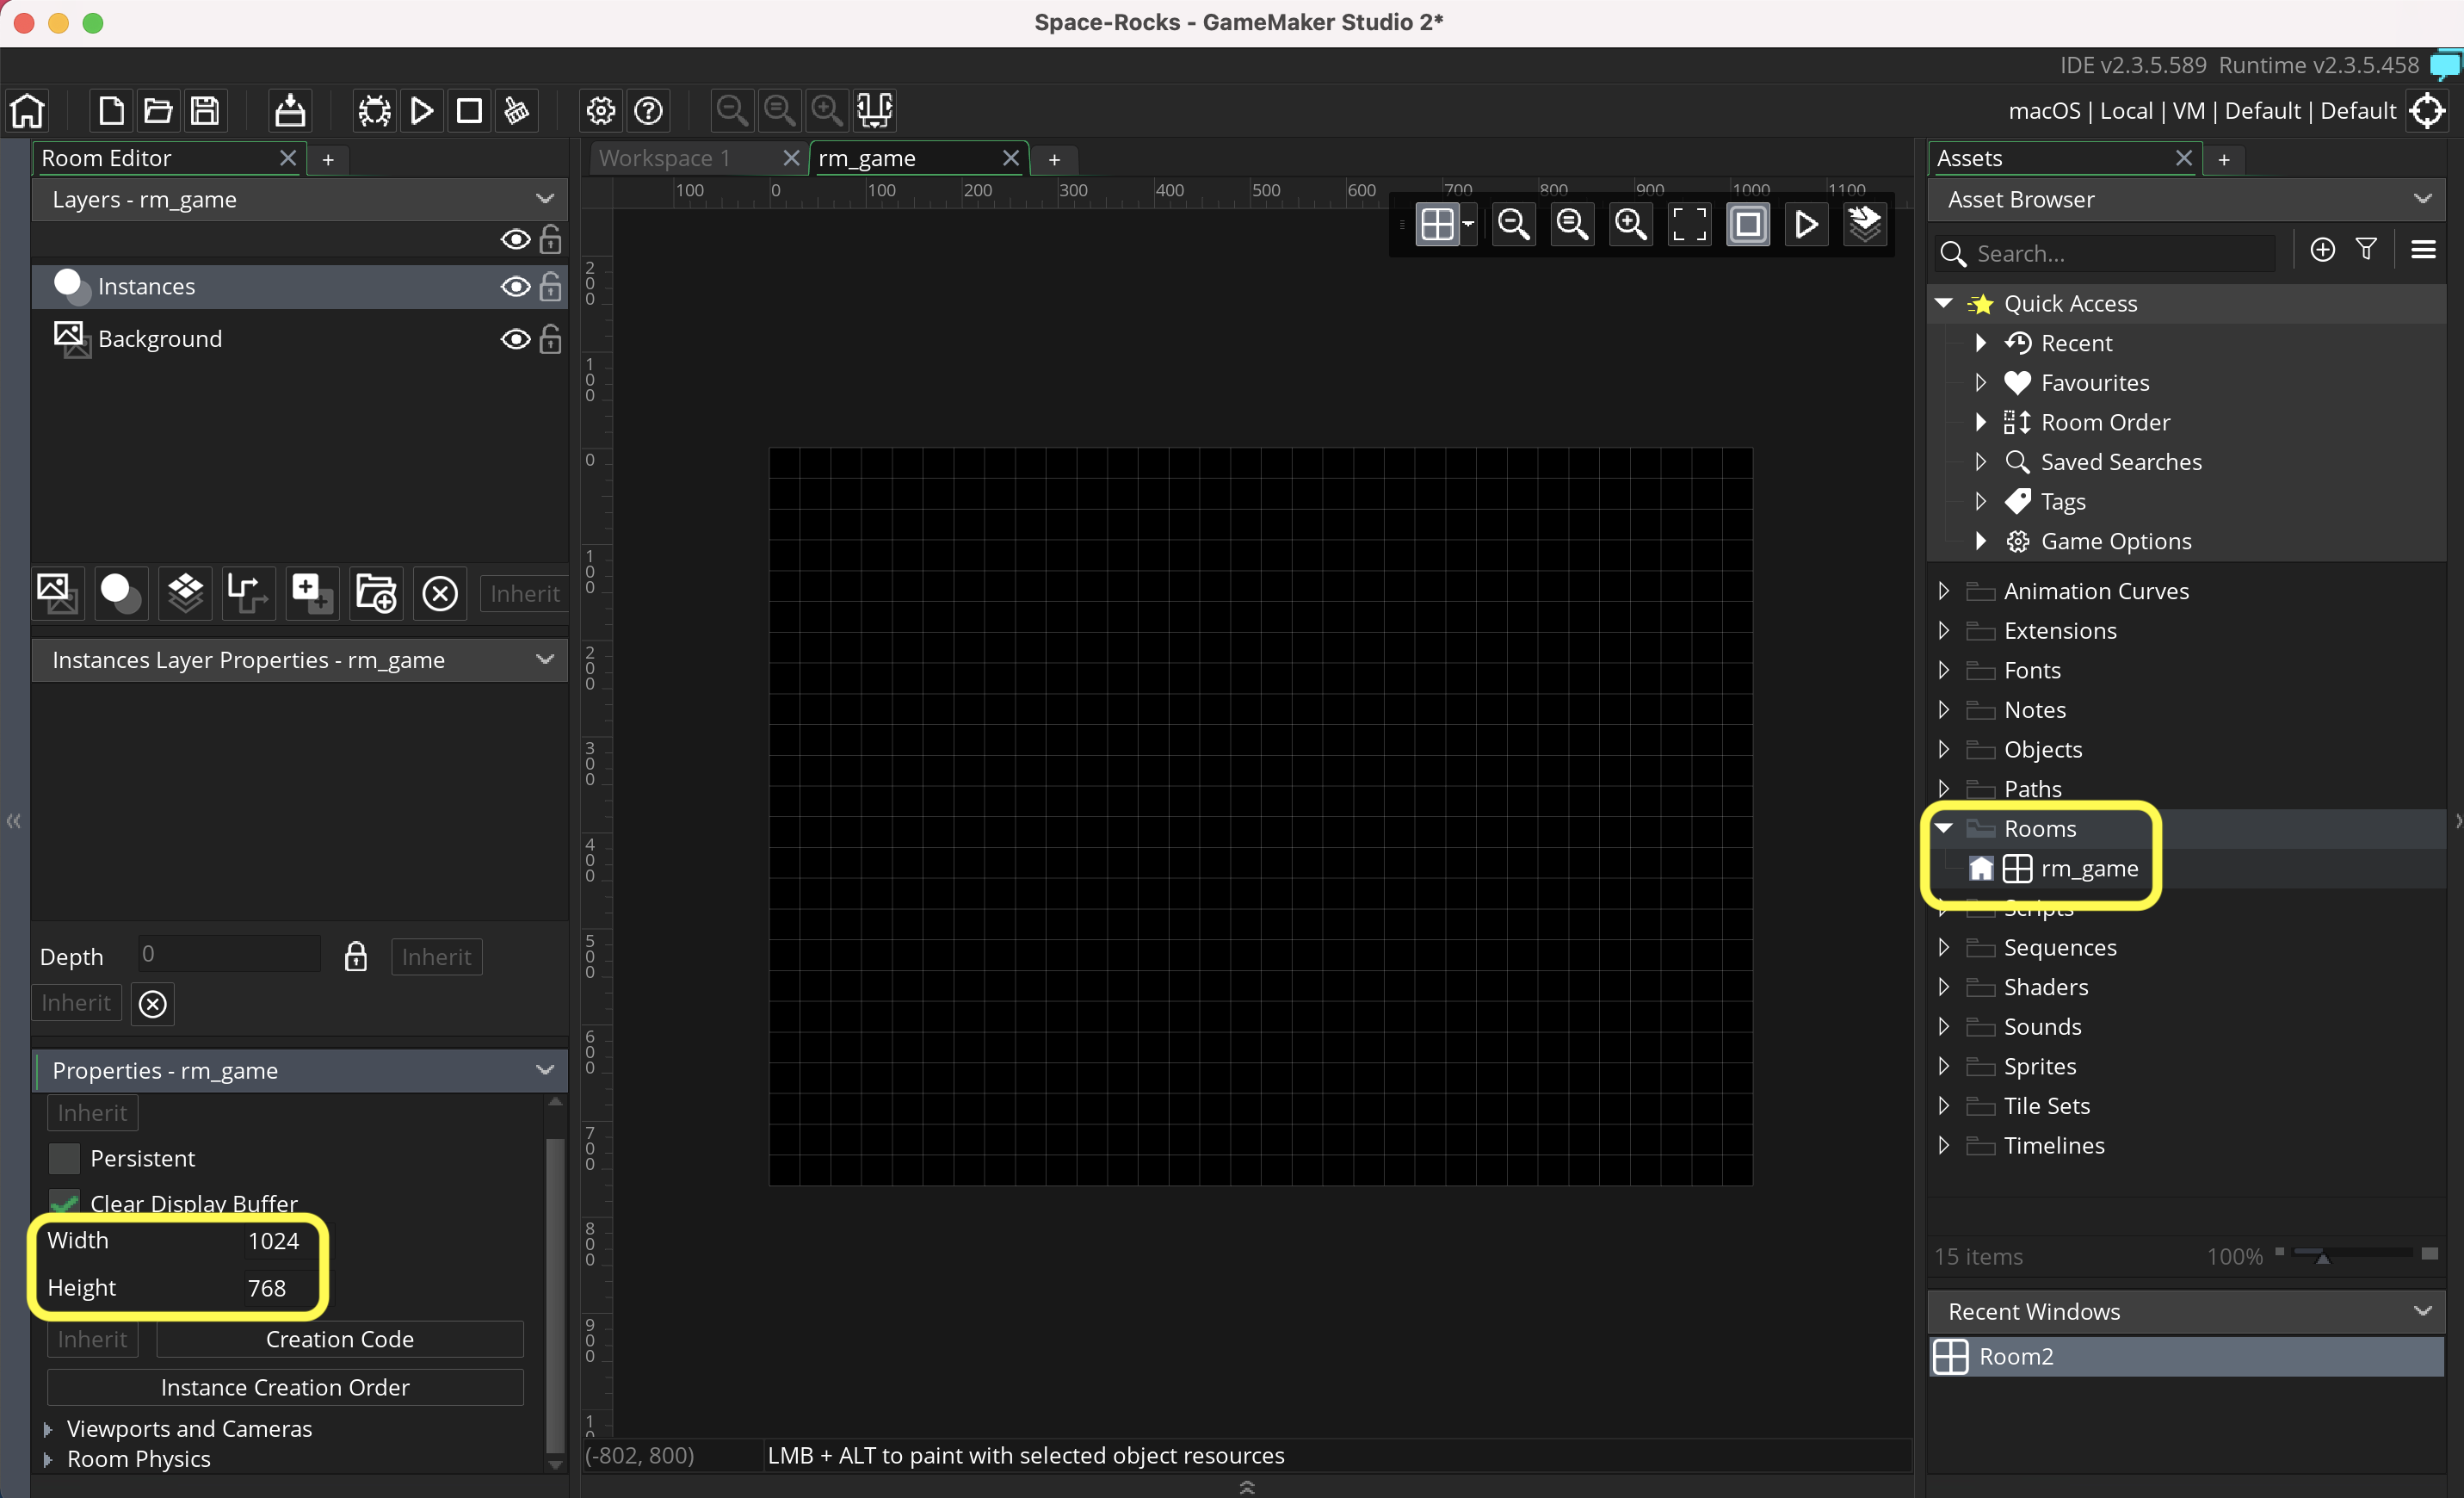 Space-Rocks - GameMaker Studio 2*
IDE v2.3.5.589 Runtime v2.3.5.458
macOS | Local | VM | Default | Default
Room Editor
+
Workspace 1
rm_game
+
Assets
+
Layers - rm_game
Instances
Background
Inherit
Instances Layer Properties - rm_game
Depth 0 Inherit
Inherit
Properties - rm_game
Inherit
Persistent
Clear Display Buffer
Width 1024
Height 768
Inherit Creation Code
Instance Creation Order
Viewports and Cameras
Room Physics
100 0 100 200 300 400 500 600 700 800 900 1000 1100
200
100
0
100
200
300
400
500
600
700
800
900
10
(-802, 800) LMB + ALT to paint with selected object resources
Asset Browser
Search...
Quick Access
Recent
Favourites
Room Order
Saved Searches
Tags
Game Options
Animation Curves
Extensions
Fonts
Notes
Objects
Paths
Rooms
rm_game
Scripts
Sequences
Shaders
Sounds
Sprites
Tile Sets
Timelines
15 items 100%
Recent Windows
Room2